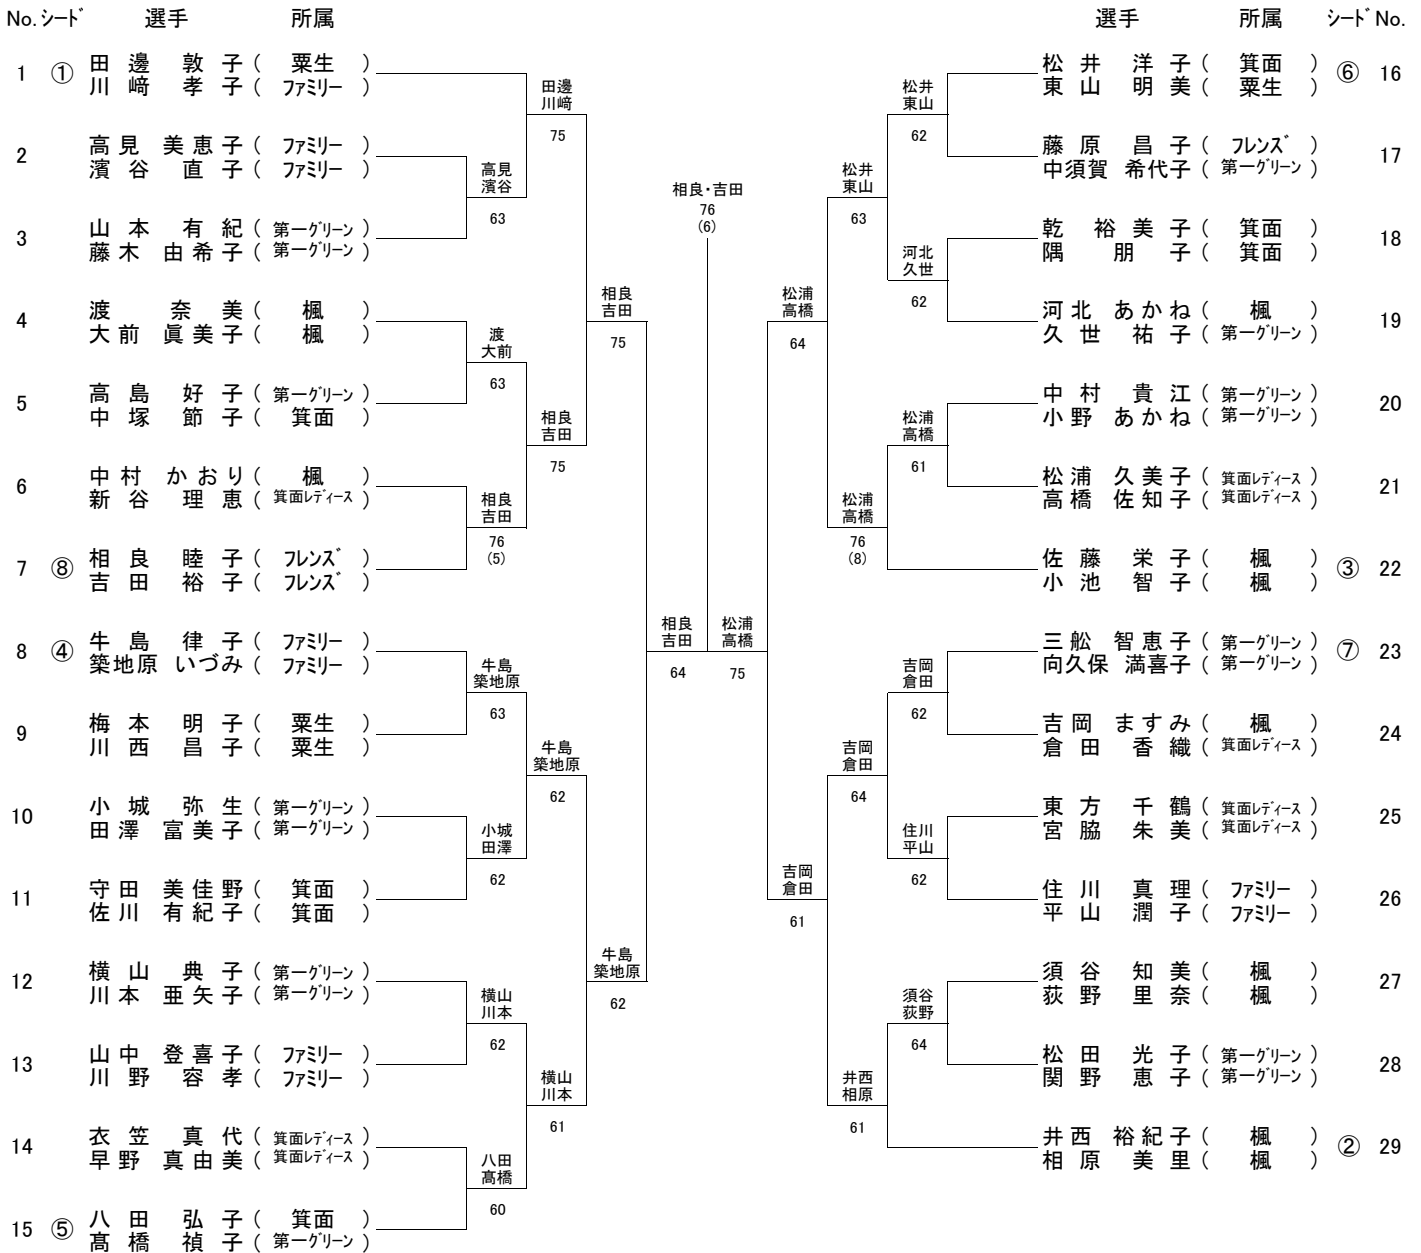 No. シード 選手 所属
1 ① 田邊 敦子 ( 粟生 )
川﨑 孝子 ( ファミリー )
2 高見 美恵子 ( ファミリー )
濱谷 直子 ( ファミリー )
3 山本 有紀 ( 第一グリーン )
藤木 由希子 ( 第一グリーン )
4 渡 奈美 ( 楓 )
大前 眞美子 ( 楓 )
5 高島 好子 ( 第一グリーン )
中塚 節子 ( 箕面 )
6 中村 かおり ( 楓 )
新谷 理恵 ( 箕面レディース )
7 ⑧ 相良 睦子 ( フレンズ )
吉田 裕子 ( フレンズ )
8 ④ 牛島 律子 ( ファミリー )
築地原 いづみ ( ファミリー )
9 梅本 明子 ( 粟生 )
川西 昌子 ( 粟生 )
10 小城 弥生 ( 第一グリーン )
田澤 富美子 ( 第一グリーン )
11 守田 美佳野 ( 箕面 )
佐川 有紀子 ( 箕面 )
12 横山 典子 ( 第一グリーン )
川本 亜矢子 ( 第一グリーン )
13 山中 登喜子 ( ファミリー )
川野 容孝 ( ファミリー )
14 衣笠 真代 ( 箕面レディース )
早野 真由美 ( 箕面レディース )
15 ⑤ 八田 弘子 ( 箕面 )
髙橋 禎子 ( 第一グリーン )
高見
濱谷
63
渡
大前
63
相良
吉田
76
(5)
牛島
築地原
63
小城
田澤
62
横山
川本
62
八田
髙橋
60
田邊
川﨑
75
相良
吉田
75
牛島
築地原
62
横山
川本
61
相良
吉田
75
牛島
築地原
62
相良
吉田
64
相良・吉田
76
(6)
松浦
高橋
75
松浦
高橋
64
吉岡
倉田
61
松井
東山
63
松浦
高橋
76
(8)
吉岡
倉田
64
井西
相原
61
松井
東山
62
河北
久世
62
松浦
高橋
61
吉岡
倉田
62
住川
平山
62
須谷
荻野
64
選手 所属 シード No.
松井 洋子 ( 箕面 ) ⑥ 16
東山 明美 ( 粟生 )
藤原 昌子 ( フレンズ ) 17
中須賀 希代子 ( 第一グリーン )
乾 裕美子 ( 箕面 ) 18
隅 朋子 ( 箕面 )
河北 あかね ( 楓 ) 19
久世 祐子 ( 第一グリーン )
中村 貴江 ( 第一グリーン ) 20
小野 あかね ( 第一グリーン )
松浦 久美子 ( 箕面レディース ) 21
高橋 佐知子 ( 箕面レディース )
佐藤 栄子 ( 楓 ) ③ 22
小池 智子 ( 楓 )
三舩 智恵子 ( 第一グリーン ) ⑦ 23
向久保 満喜子 ( 第一グリーン )
吉岡 ますみ ( 楓 ) 24
倉田 香織 ( 箕面レディース )
東方 千鶴 ( 箕面レディース ) 25
宮脇 朱美 ( 箕面レディース )
住川 真理 ( ファミリー ) 26
平山 潤子 ( ファミリー )
須谷 知美 ( 楓 ) 27
荻野 里奈 ( 楓 )
松田 光子 ( 第一グリーン ) 28
関野 恵子 ( 第一グリーン )
井西 裕紀子 ( 楓 ) ② 29
相原 美里 ( 楓 )